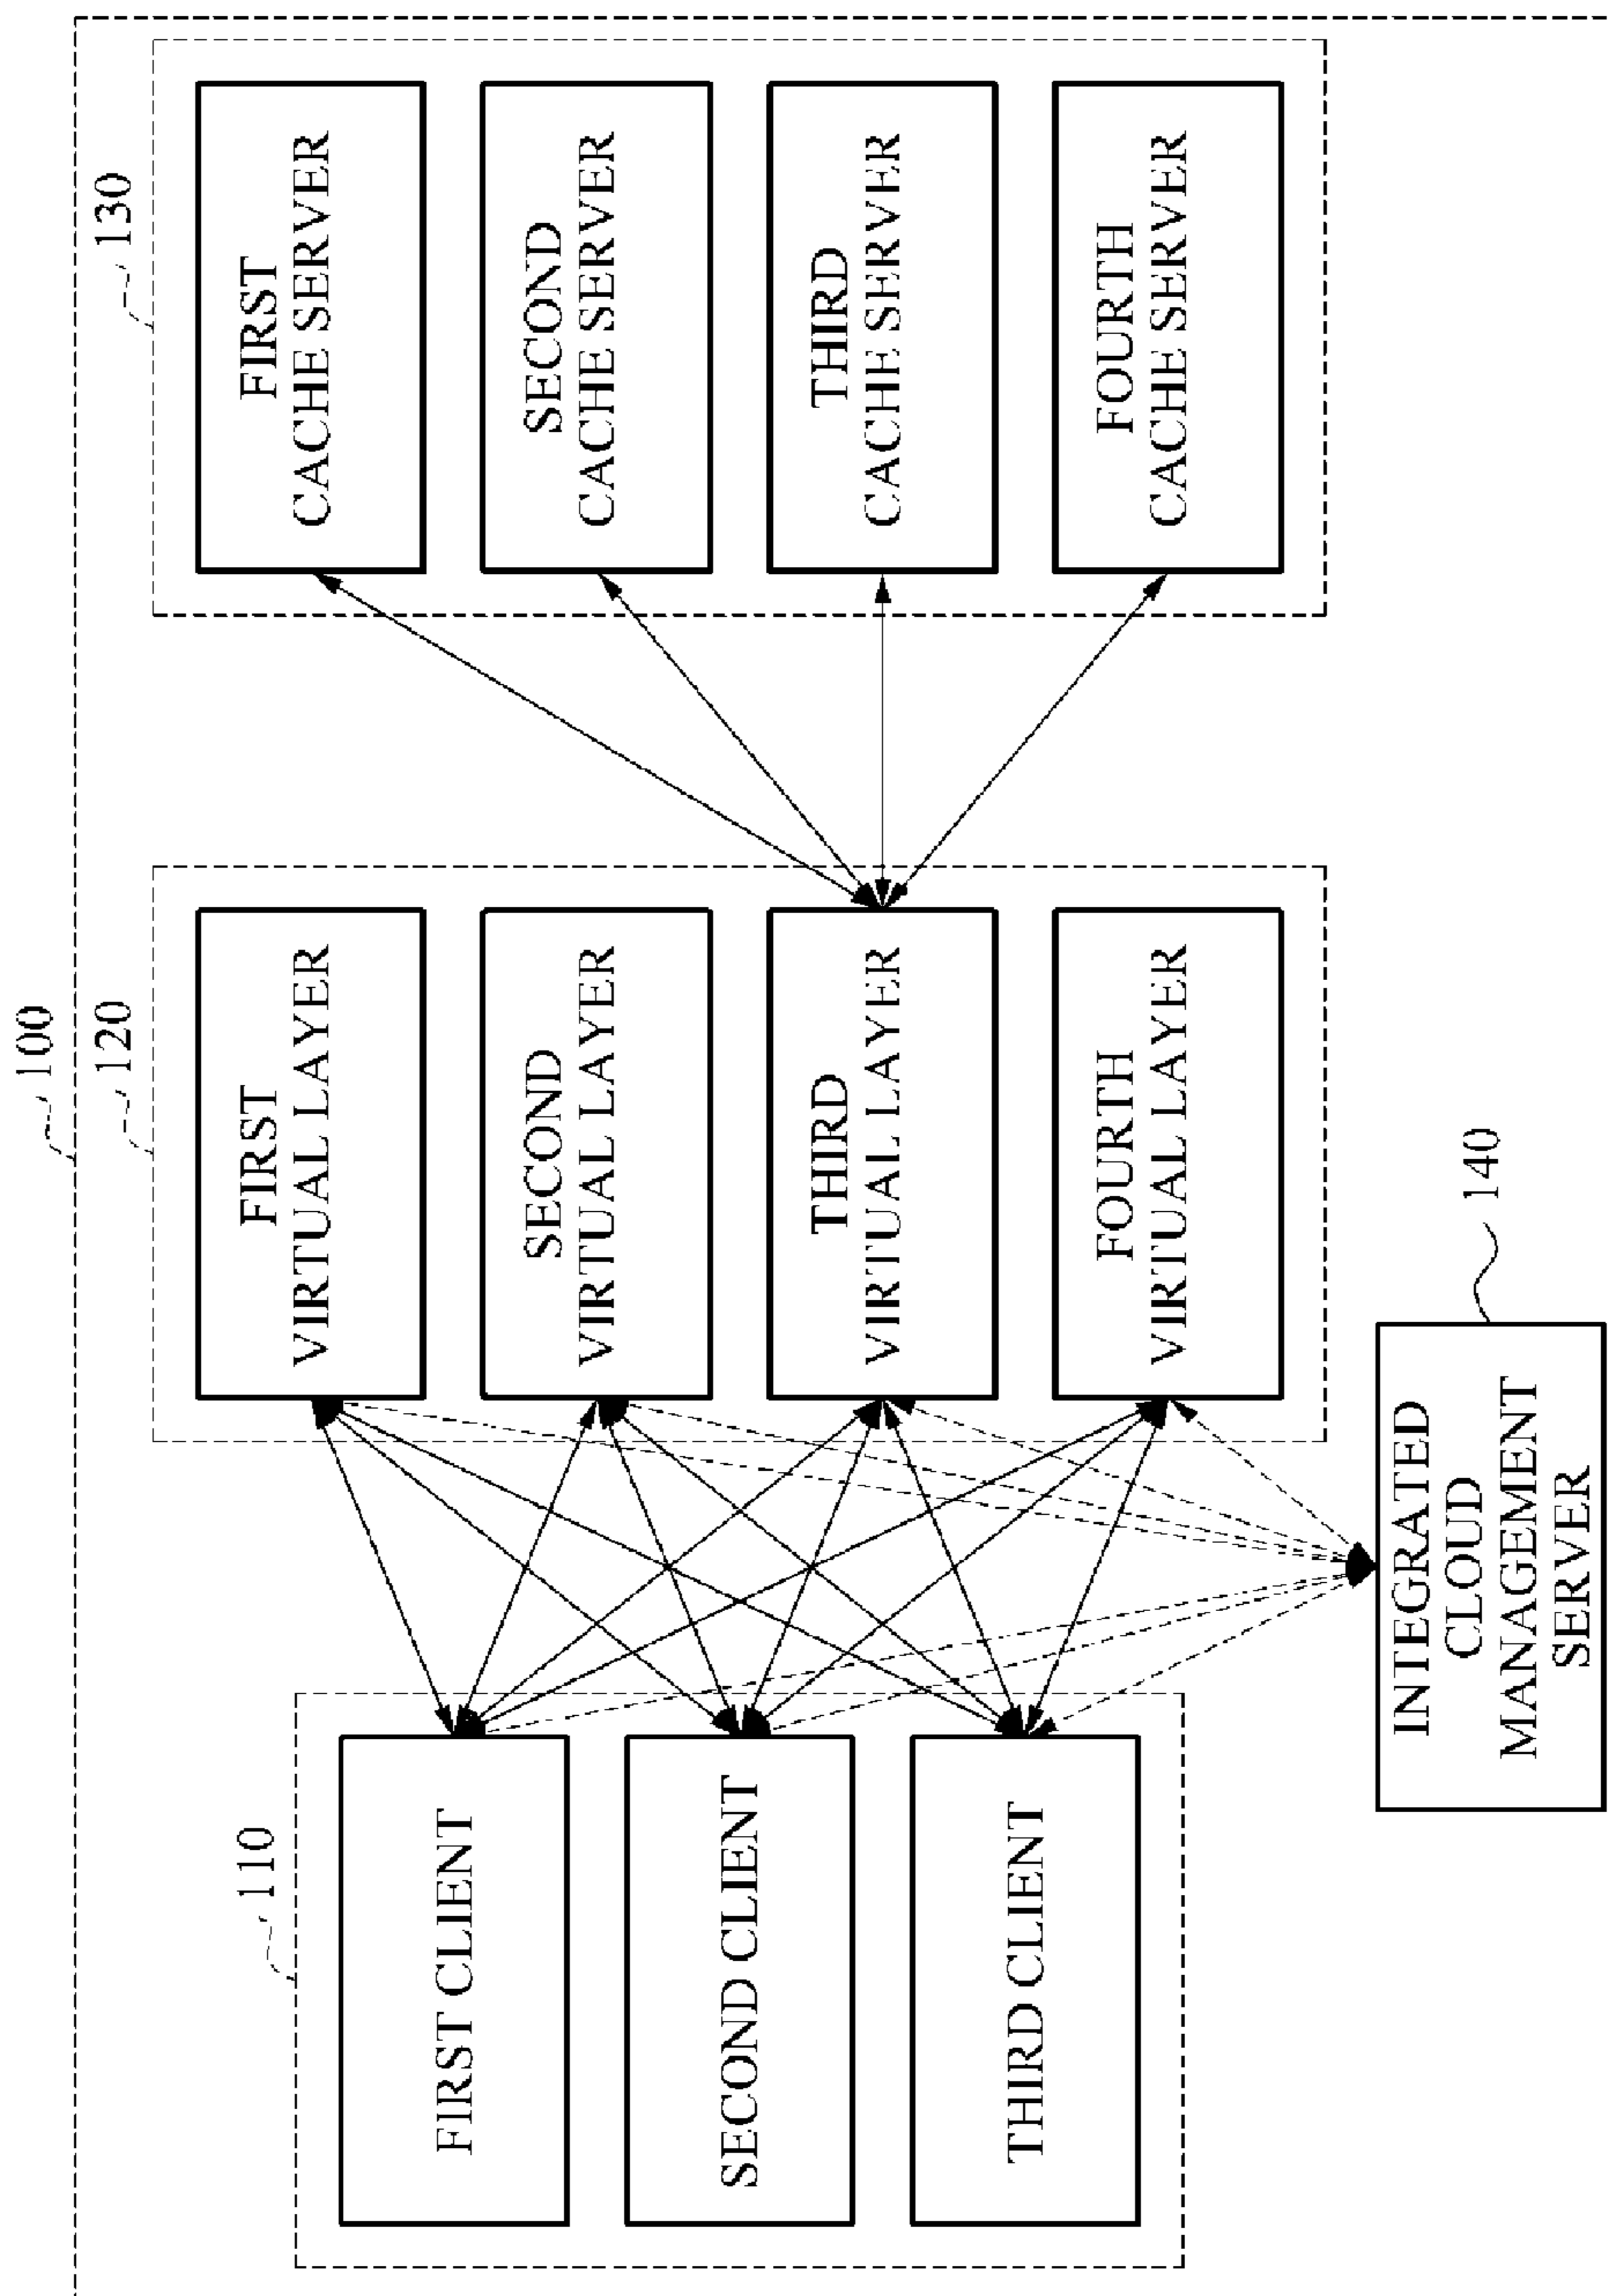 100
110
FIRST CLIENT
SECOND CLIENT
THIRD CLIENT
120
FIRST
VIRTUAL LAYER
SECOND
VIRTUAL LAYER
THIRD
VIRTUAL LAYER
FOURTH
VIRTUAL LAYER
130
FIRST
CACHE SERVER
SECOND
CACHE SERVER
THIRD
CACHE SERVER
FOURTH
CACHE SERVER
INTEGRATED
CLOUD
MANAGEMENT
SERVER
140